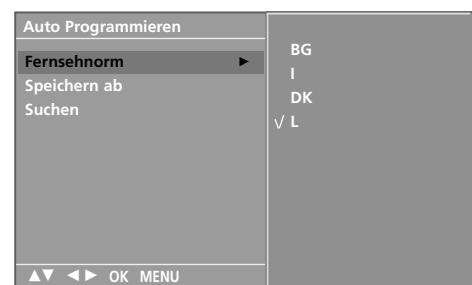 Auto Programmieren
Fernsehnorm ►
Speichern ab
Suchen
BG
I
DK
√ L
▲▼ ◄► OK MENU